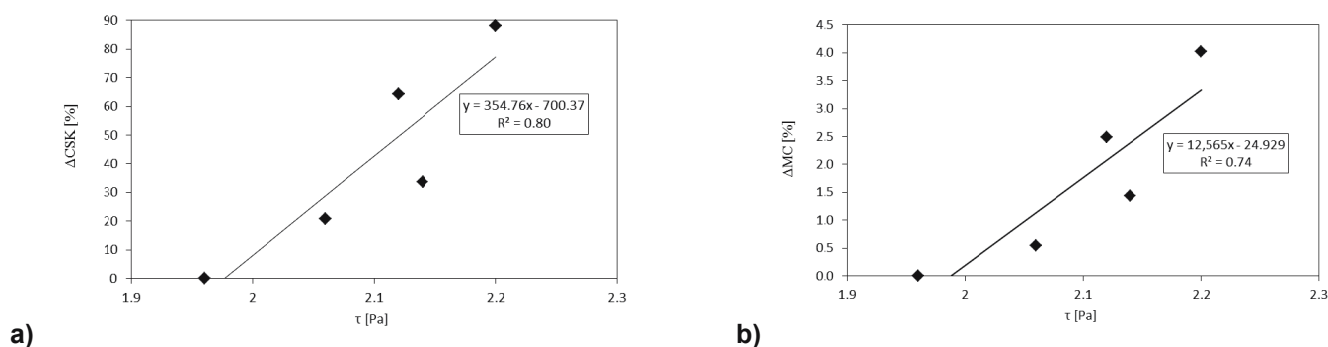 90
80
70
60
50
40
30
20
10
0
ΔCSK [%]
y = 354.76x - 700.37
R² = 0.80
1.9 2 2.1 2.2 2.3
τ [Pa]
a)
4.5
4.0
3.5
3.0
2.5
2.0
1.5
1.0
0.5
0.0
ΔMC [%]
y = 12,565x - 24.929
R² = 0.74
1.9 2 2.1 2.2 2.3
τ [Pa]
b)